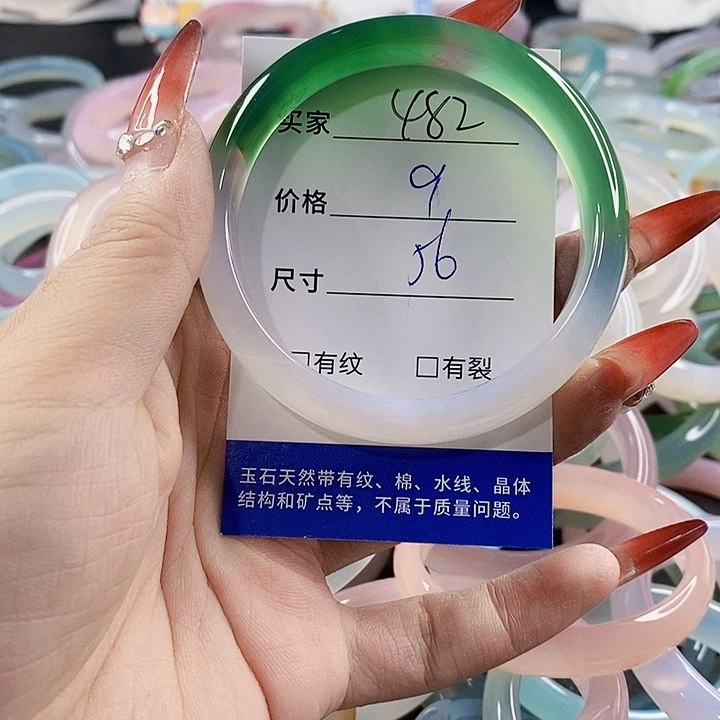 买家 482
价格 9
尺寸 56
□有纹 □有裂
玉石天然带有纹、棉、水线、晶体
结构和矿点等，不属于质量问题。